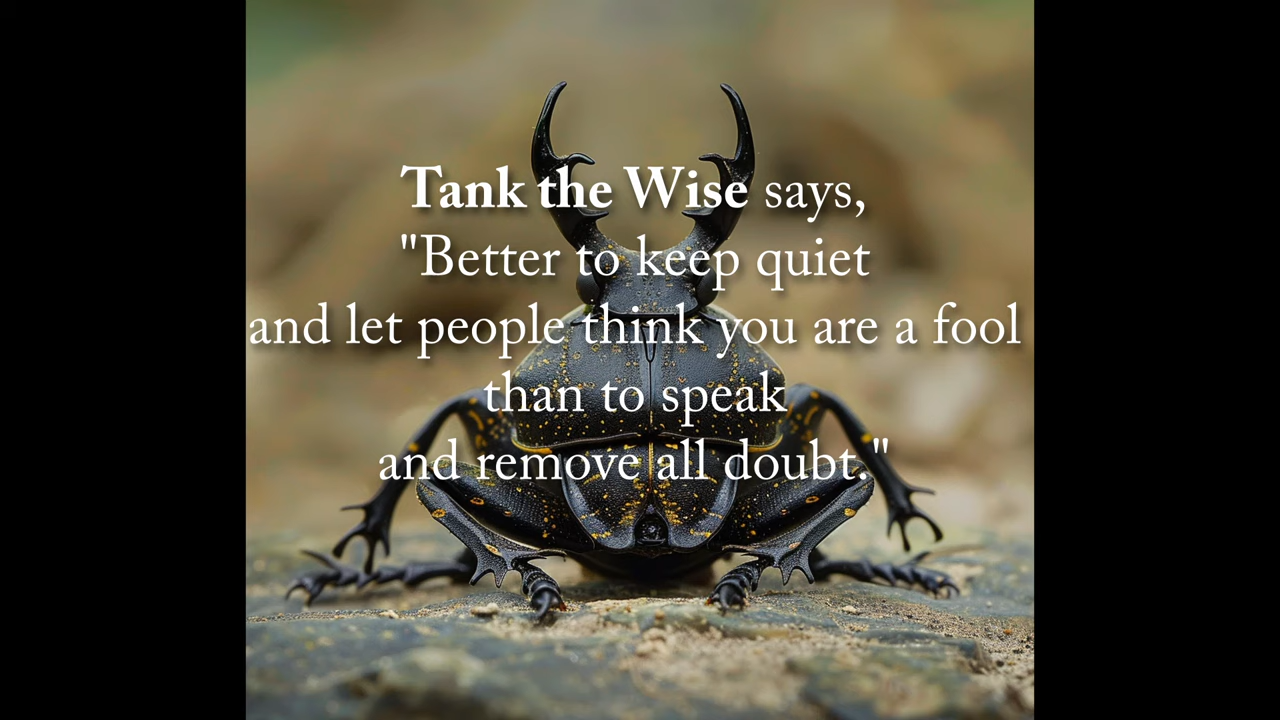 Tank the Wise says,
"Better to keep quiet
and let people think you are a fool
than to speak
and remove all doubt."